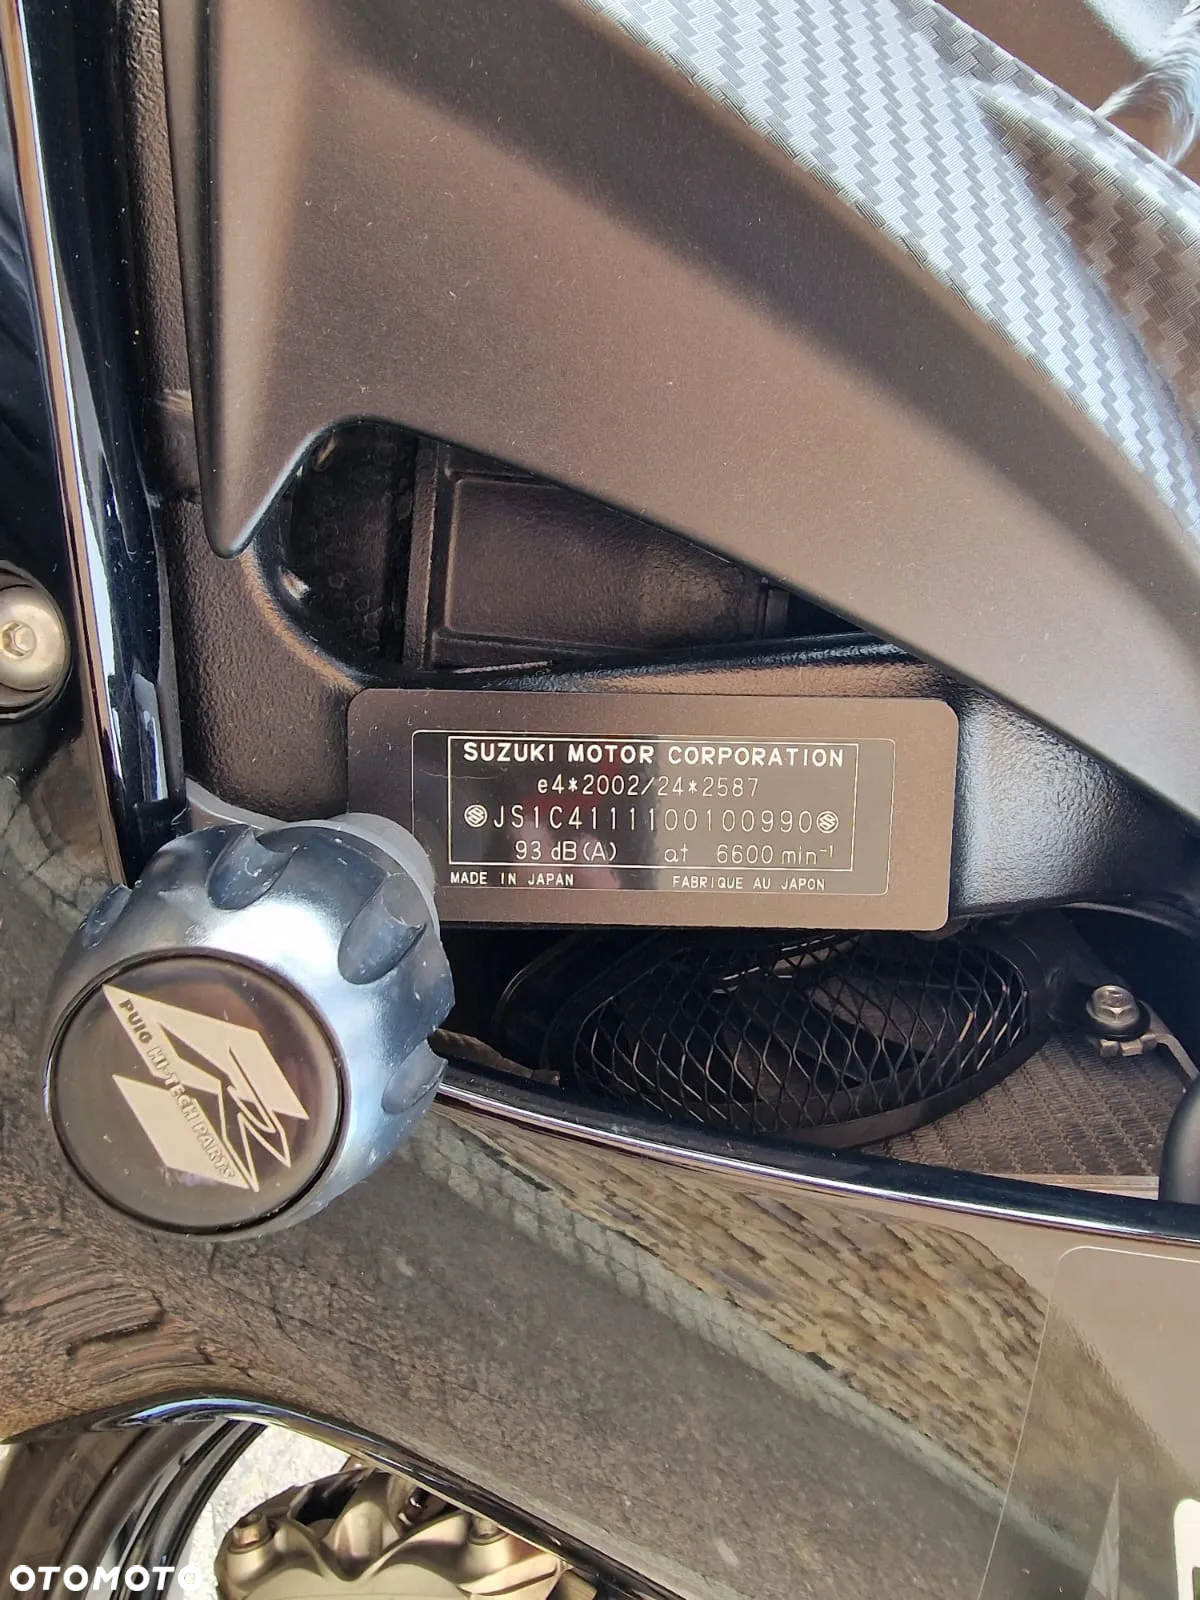 SUZUKI MOTOR CORPORATION
e4*2002/24*2587
JS1C4111100100990
93 dB(A) at 6600 min⁻¹
MADE IN JAPAN FABRIQUE AU JAPON
PUIG HI-TECH PARTS
R
OTOMOTO